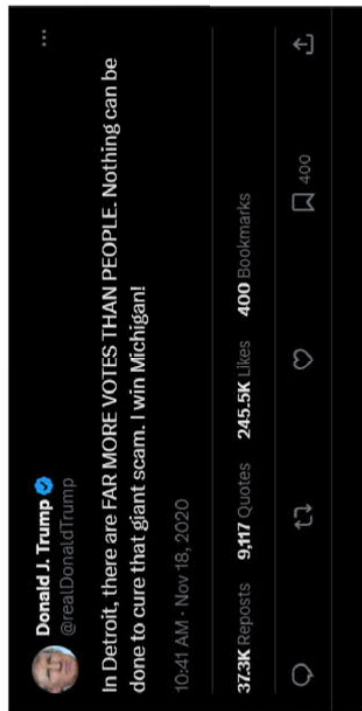 Donald J. Trump
@realDonaldTrump
...
In Detroit, there are FAR MORE VOTES THAN PEOPLE. Nothing can be
done to cure that giant scam. I win Michigan!
10:41 AM · Nov 18, 2020
37.3K Reposts 9,117 Quotes 245.5K Likes 400 Bookmarks
400